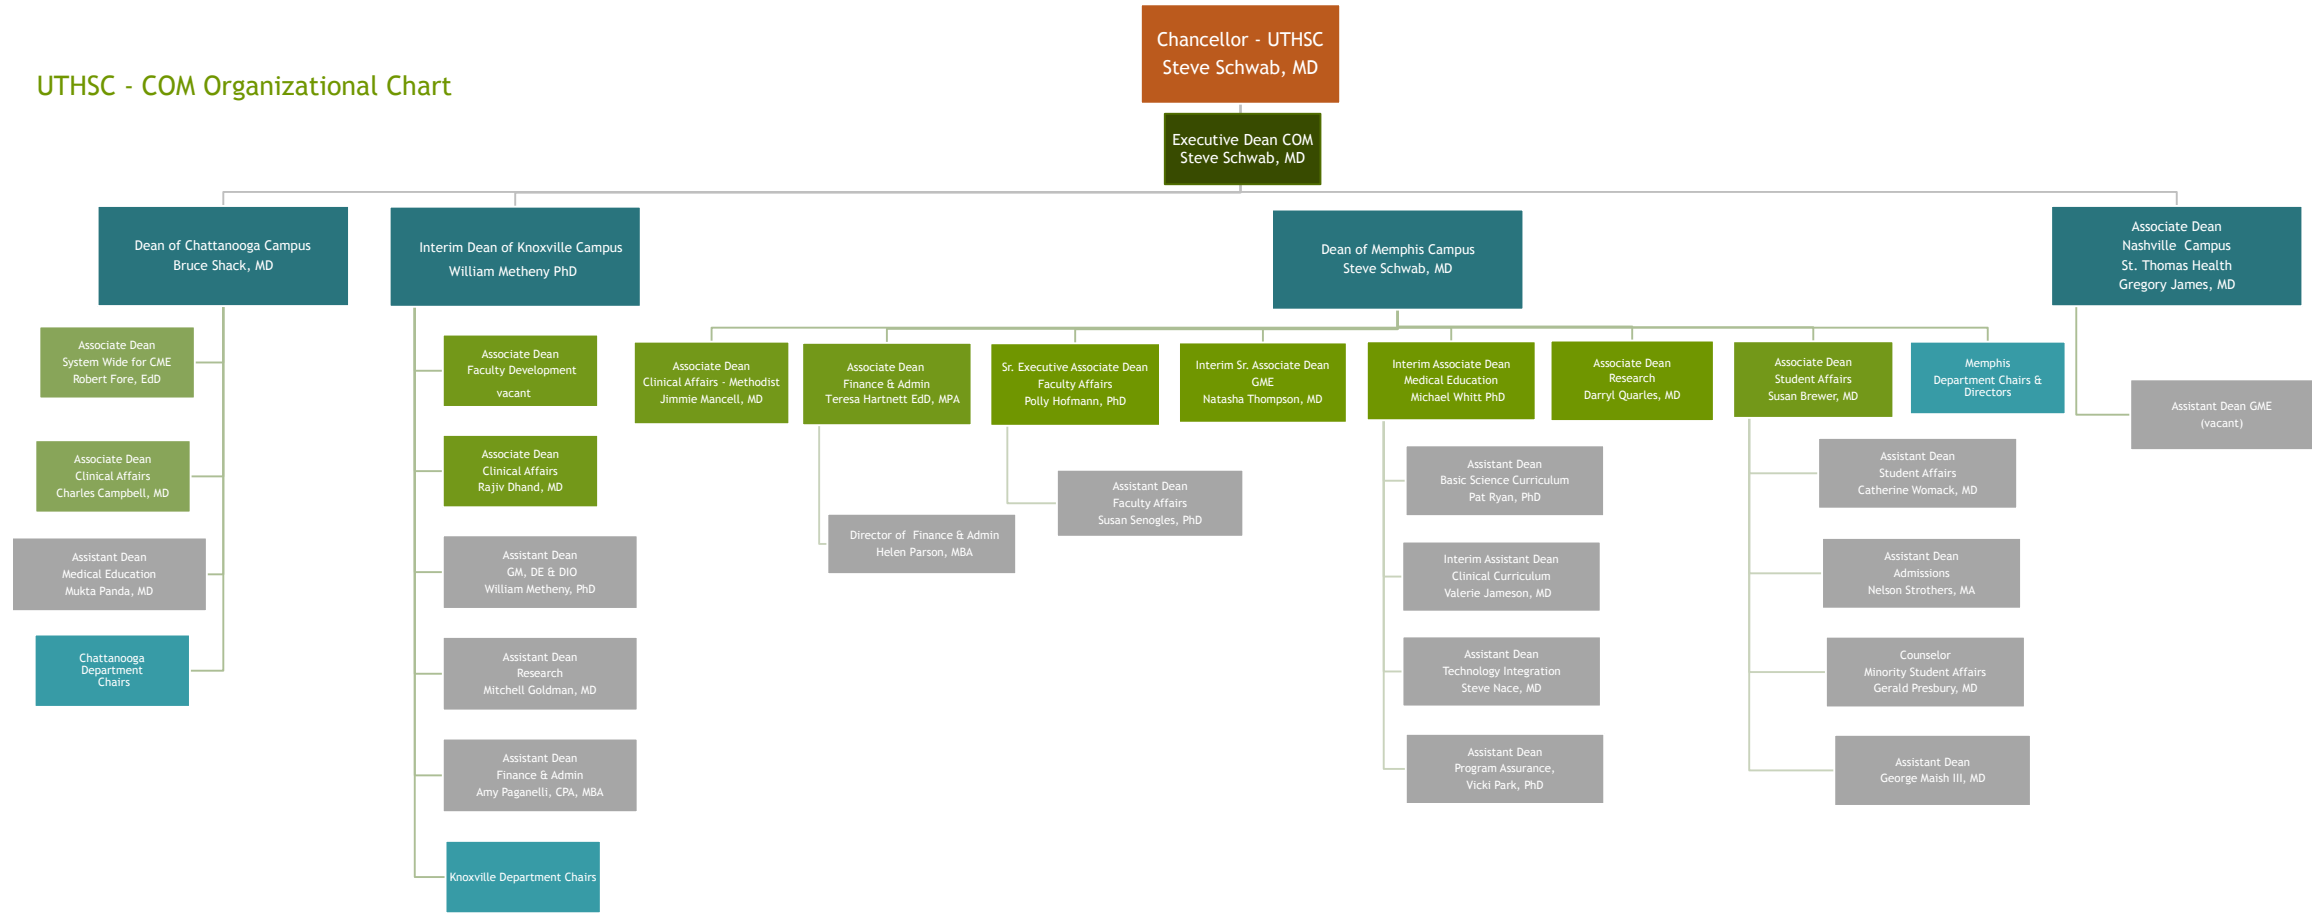 Chancellor - UTHSC
Steve Schwab, MD
UTHSC - COM Organizational Chart
Executive Dean COM
Steve Schwab, MD
Dean of Chattanooga Campus
Bruce Shack, MD
Interim Dean of Knoxville Campus
William Metheny PhD
Dean of Memphis Campus
Steve Schwab, MD
Associate Dean
Nashville Campus
St. Thomas Health
Gregory James, MD
Associate Dean
System Wide for CME
Robert Fore, EdD
Associate Dean
Clinical Affairs
Charles Campbell, MD
Assistant Dean
Medical Education
Mukta Panda, MD
Chattanooga
Department
Chairs
Associate Dean
Faculty Development
vacant
Associate Dean
Clinical Affairs
Rajiv Dhand, MD
Assistant Dean
GM, DE & DIO
William Metheny, PhD
Assistant Dean
Research
Mitchell Goldman, MD
Assistant Dean
Finance & Admin
Amy Paganelli, CPA, MBA
Knoxville Department Chairs
Associate Dean
Clinical Affairs - Methodist
Jimmie Mancell, MD
Associate Dean
Finance & Admin
Teresa Hartnett EdD, MPA
Director of Finance & Admin
Helen Parson, MBA
Sr. Executive Associate Dean
Faculty Affairs
Polly Hofmann, PhD
Assistant Dean
Faculty Affairs
Susan Senogles, PhD
Interim Sr. Associate Dean
GME
Natasha Thompson, MD
Interim Associate Dean
Medical Education
Michael Whitt PhD
Assistant Dean
Basic Science Curriculum
Pat Ryan, PhD
Interim Assistant Dean
Clinical Curriculum
Valerie Jameson, MD
Assistant Dean
Technology Integration
Steve Nace, MD
Assistant Dean
Program Assurance,
Vicki Park, PhD
Associate Dean
Research
Darryl Quarles, MD
Associate Dean
Student Affairs
Susan Brewer, MD
Assistant Dean
Student Affairs
Catherine Womack, MD
Assistant Dean
Admissions
Nelson Strothers, MA
Counselor
Minority Student Affairs
Gerald Presbury, MD
Assistant Dean
George Maish III, MD
Memphis
Department Chairs &
Directors
Assistant Dean GME
(vacant)